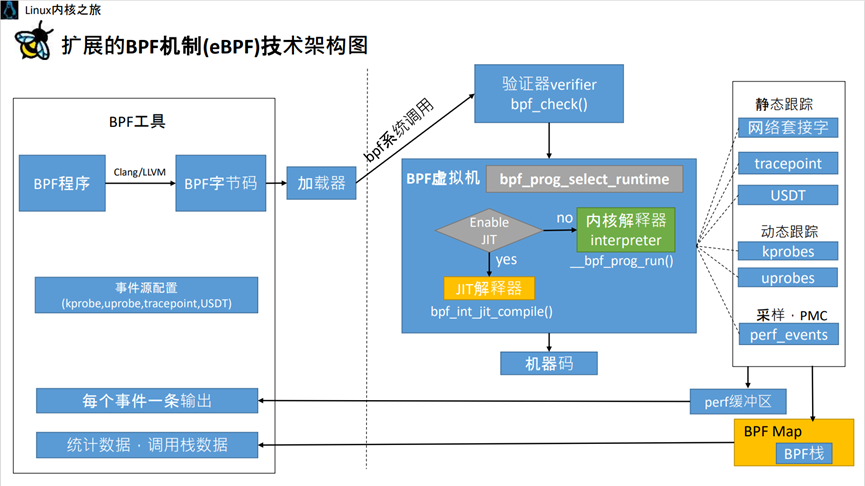 Linux内核之旅
扩展的BPF机制(eBPF)技术架构图
BPF工具
BPF程序
Clang/LLVM
BPF字节码
加载器
事件源配置
(kprobe,uprobe,tracepoint,USDT)
每个事件一条输出
统计数据·调用栈数据
bpf系统调用
验证器verifier
bpf_check()
BPF虚拟机
bpf_prog_select_runtime
Enable
JIT
no
内核解释器
interpreter
__bpf_prog_run()
yes
JIT解释器
bpf_int_jit_compile()
机器码
静态跟踪
网络套接字
tracepoint
USDT
动态跟踪
kprobes
uprobes
采样·PMC
perf_events
perf缓冲区
BPF Map
BPF栈